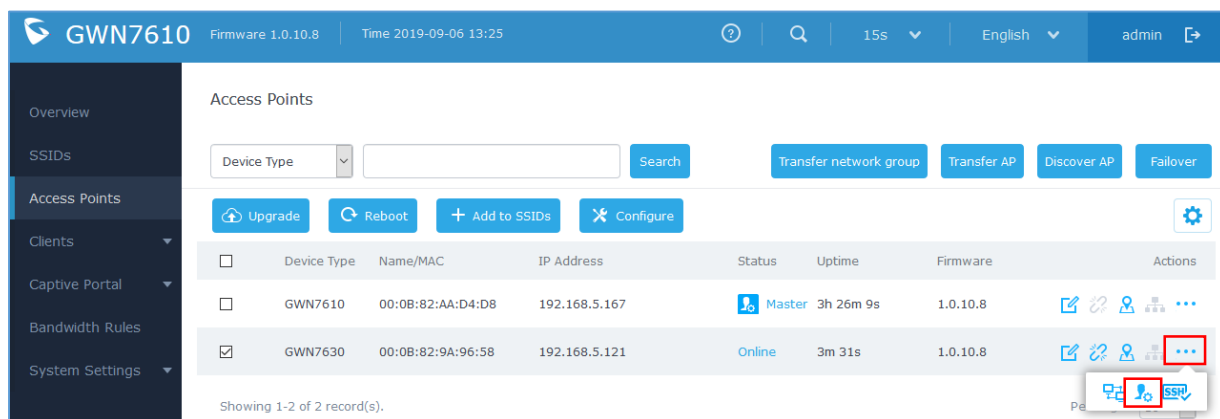 GWN7610 Firmware 1.0.10.8 Time 2019-09-06 13:25 15s English admin
Overview
SSIDs
Access Points
Clients
Captive Portal
Bandwidth Rules
System Settings
Access Points
Device Type Search Transfer network group Transfer AP Discover AP Failover
Upgrade Reboot + Add to SSIDs Configure
Device Type Name/MAC IP Address Status Uptime Firmware Actions
GWN7610 00:0B:82:AA:D4:D8 192.168.5.167 Master 3h 26m 9s 1.0.10.8
GWN7630 00:0B:82:9A:96:58 192.168.5.121 Online 3m 31s 1.0.10.8
SSH
Showing 1-2 of 2 record(s).